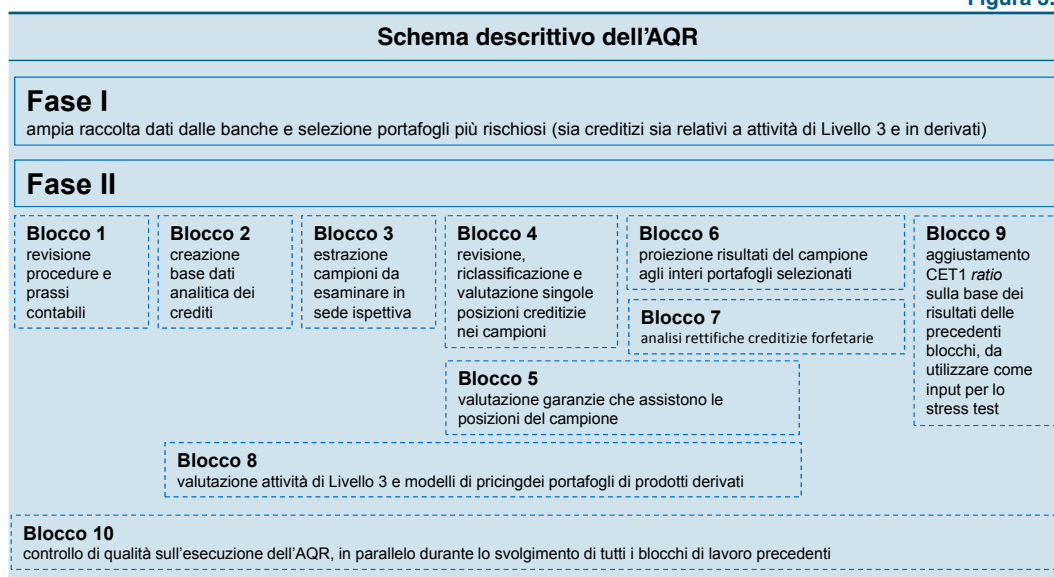 Figura 3.
Schema descrittivo dell'AQR
Fase I
ampia raccolta dati dalle banche e selezione portafogli più rischiosi (sia creditizi sia relativi a attività di Livello 3 e in derivati)
Fase II
Blocco 1
revisione
procedure e
prassi
contabili
Blocco 2
creazione
base dati
analitica dei
crediti
Blocco 3
estrazione
campioni da
esaminare in
sede ispettiva
Blocco 4
revisione,
riclassificazione e
valutazione singole
posizioni creditizie
nei campioni
Blocco 6
proiezione risultati del campione
agli interi portafogli selezionati
Blocco 7
analisi rettifiche creditizie forfetarie
Blocco 9
aggiustamento
CET1 ratio
sulla base dei
risultati delle
precedenti
blocchi, da
utilizzare come
input per lo
stress test
Blocco 5
valutazione garanzie che assistono le
posizioni del campione
Blocco 8
valutazione attività di Livello 3 e modelli di pricingdei portafogli di prodotti derivati
Blocco 10
controllo di qualità sull'esecuzione dell'AQR, in parallelo durante lo svolgimento di tutti i blocchi di lavoro precedenti